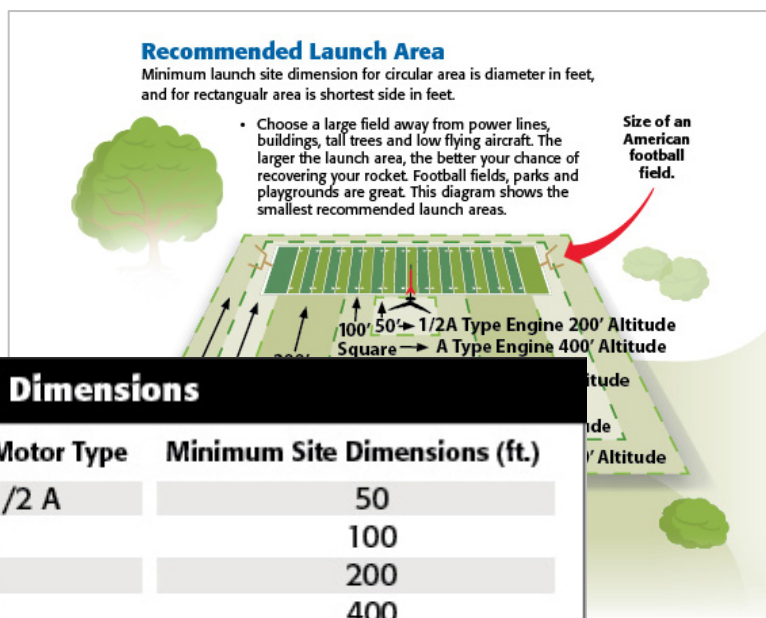 Recommended Launch Area
Minimum launch site dimension for circular area is diameter in feet,
and for rectangualr area is shortest side in feet.
• Choose a large field away from power lines,
buildings, tall trees and low flying aircraft. The
larger the launch area, the better your chance of
recovering your rocket. Football fields, parks and
playgrounds are great. This diagram shows the
smallest recommended launch areas.
Size of an
American
football
field.
100' 50' 1/2A Type Engine 200' Altitude
Square A Type Engine 400' Altitude
' Altitude
Dimensions
Motor Type Minimum Site Dimensions (ft.)
/2 A 50
100
200
400